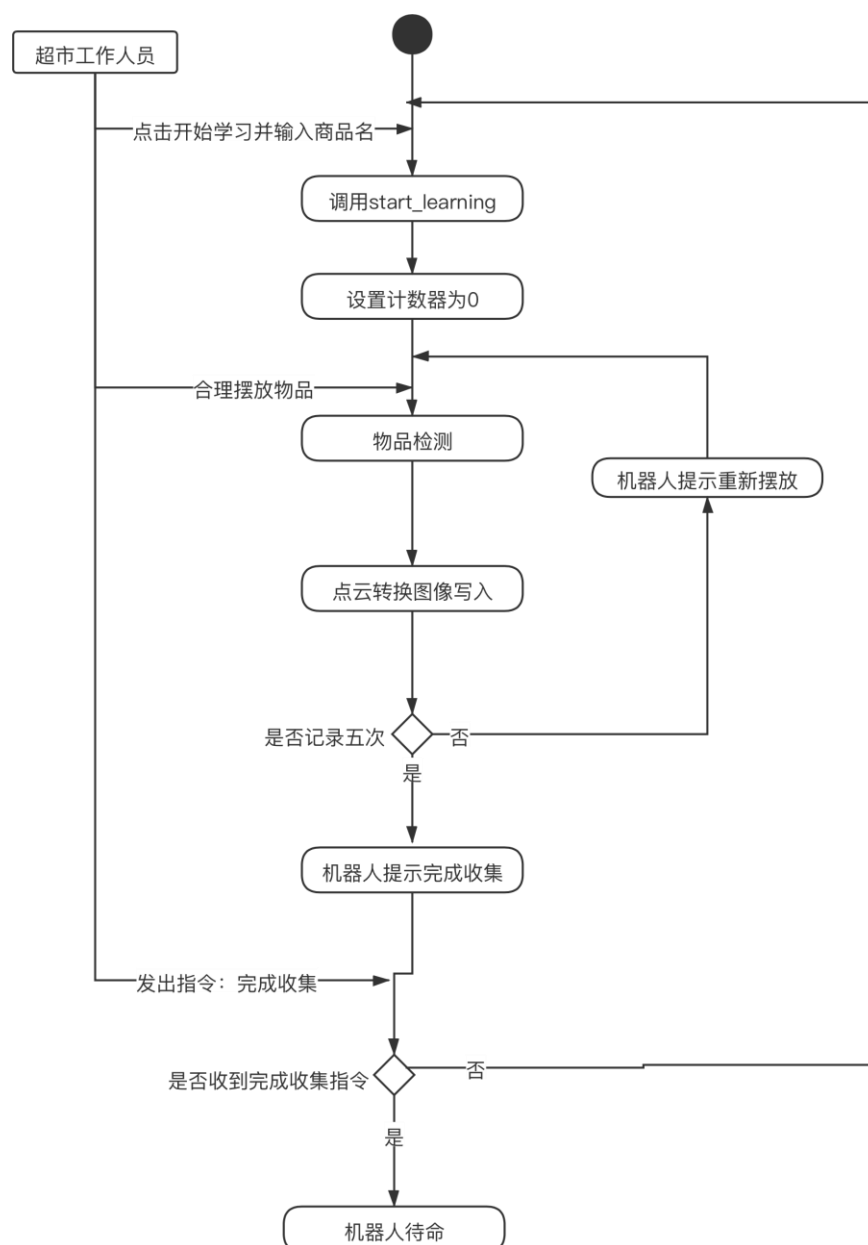 超市工作人员
点击开始学习并输入商品名
调用start_learning
设置计数器为0
合理摆放物品
物品检测
机器人提示重新摆放
点云转换图像写入
是否记录五次
否
是
机器人提示完成收集
发出指令：完成收集
是否收到完成收集指令
否
是
机器人待命